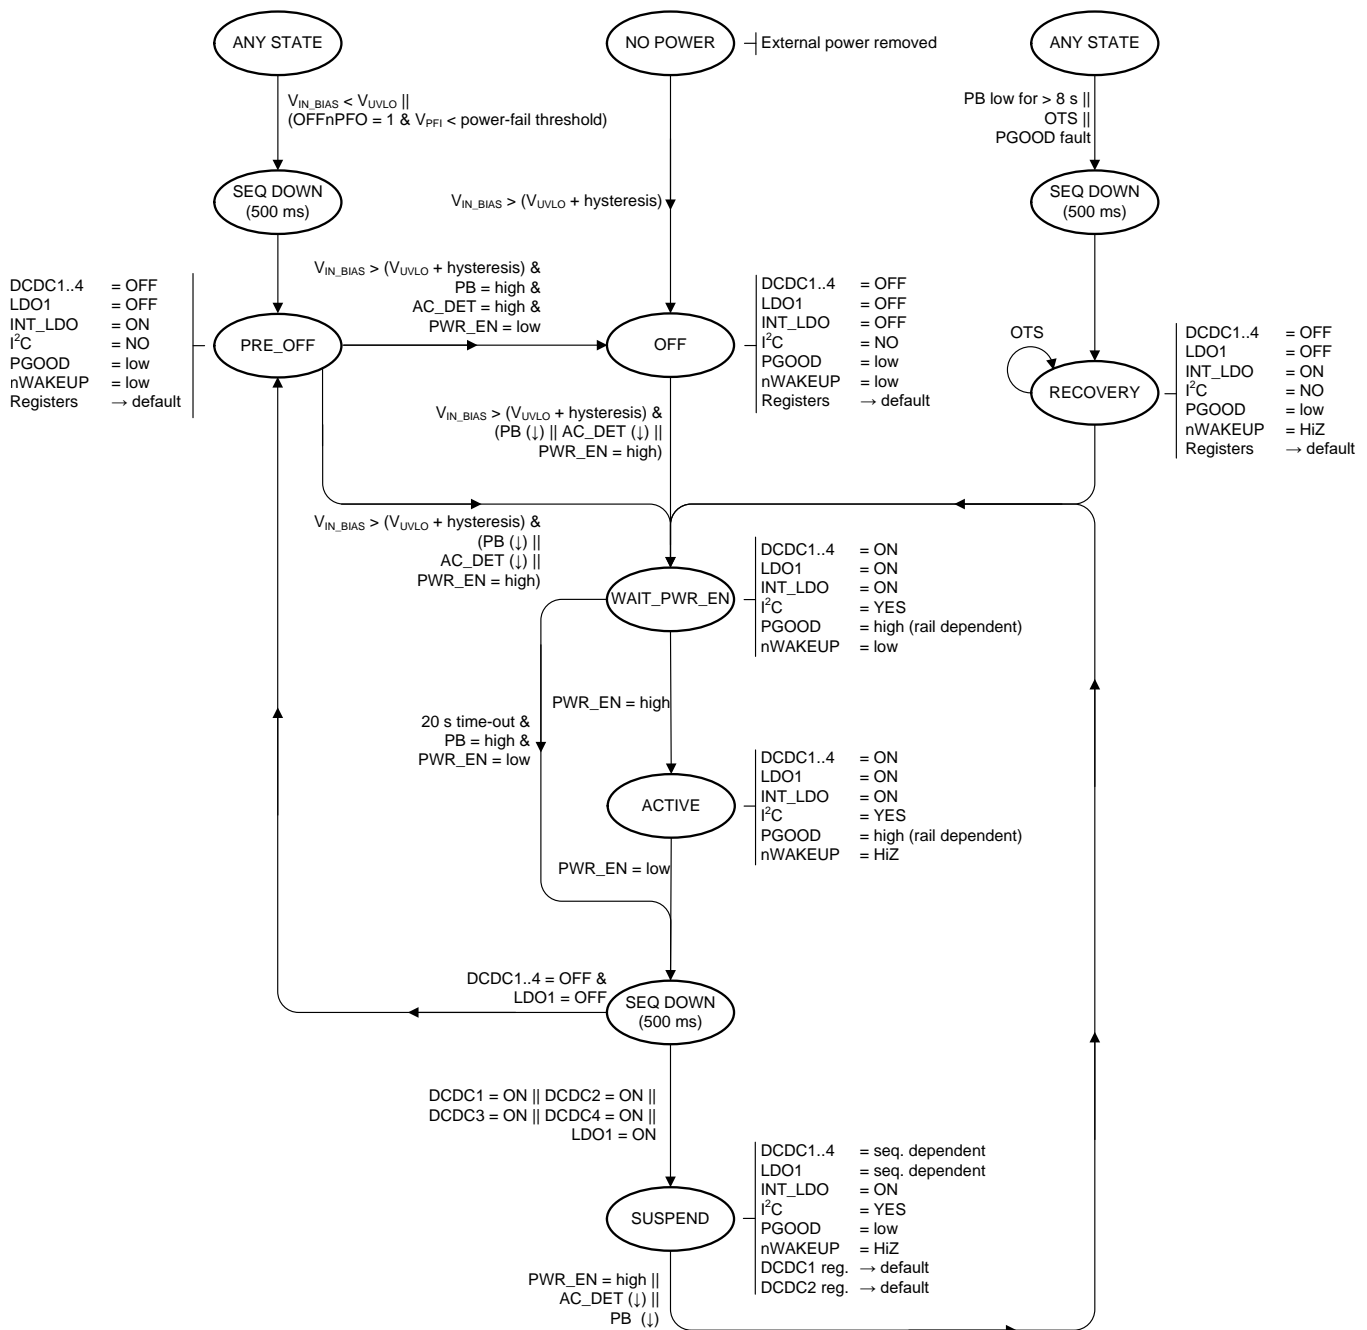 ANY STATE
NO POWER
External power removed
ANY STATE
V_IN_BIAS < V_UVLO ||
(OFFnPFO = 1 & V_PFI < power-fail threshold)
PB low for > 8 s ||
OTS ||
PGOOD fault
SEQ DOWN
(500 ms)
V_IN_BIAS > (V_UVLO + hysteresis)
SEQ DOWN
(500 ms)
DCDC1..4 = OFF
LDO1 = OFF
INT_LDO = ON
I²C = NO
PGOOD = low
nWAKEUP = low
Registers → default
PRE_OFF
V_IN_BIAS > (V_UVLO + hysteresis) &
PB = high &
AC_DET = high &
PWR_EN = low
OFF
DCDC1..4 = OFF
LDO1 = OFF
INT_LDO = OFF
I²C = NO
PGOOD = low
nWAKEUP = low
Registers → default
OTS
RECOVERY
DCDC1..4 = OFF
LDO1 = OFF
INT_LDO = ON
I²C = NO
PGOOD = low
nWAKEUP = HiZ
Registers → default
V_IN_BIAS > (V_UVLO + hysteresis) &
(PB (↓) || AC_DET (↓) ||
PWR_EN = high)
V_IN_BIAS > (V_UVLO + hysteresis) &
(PB (↓) ||
AC_DET (↓) ||
PWR_EN = high)
WAIT_PWR_EN
DCDC1..4 = ON
LDO1 = ON
INT_LDO = ON
I²C = YES
PGOOD = high (rail dependent)
nWAKEUP = low
PWR_EN = high
20 s time-out &
PB = high &
PWR_EN = low
ACTIVE
DCDC1..4 = ON
LDO1 = ON
INT_LDO = ON
I²C = YES
PGOOD = high (rail dependent)
nWAKEUP = HiZ
PWR_EN = low
DCDC1..4 = OFF &
LDO1 = OFF
SEQ DOWN
(500 ms)
DCDC1 = ON || DCDC2 = ON ||
DCDC3 = ON || DCDC4 = ON ||
LDO1 = ON
SUSPEND
DCDC1..4 = seq. dependent
LDO1 = seq. dependent
INT_LDO = ON
I²C = YES
PGOOD = low
nWAKEUP = HiZ
DCDC1 reg. → default
DCDC2 reg. → default
PWR_EN = high ||
AC_DET (↓) ||
PB (↓)